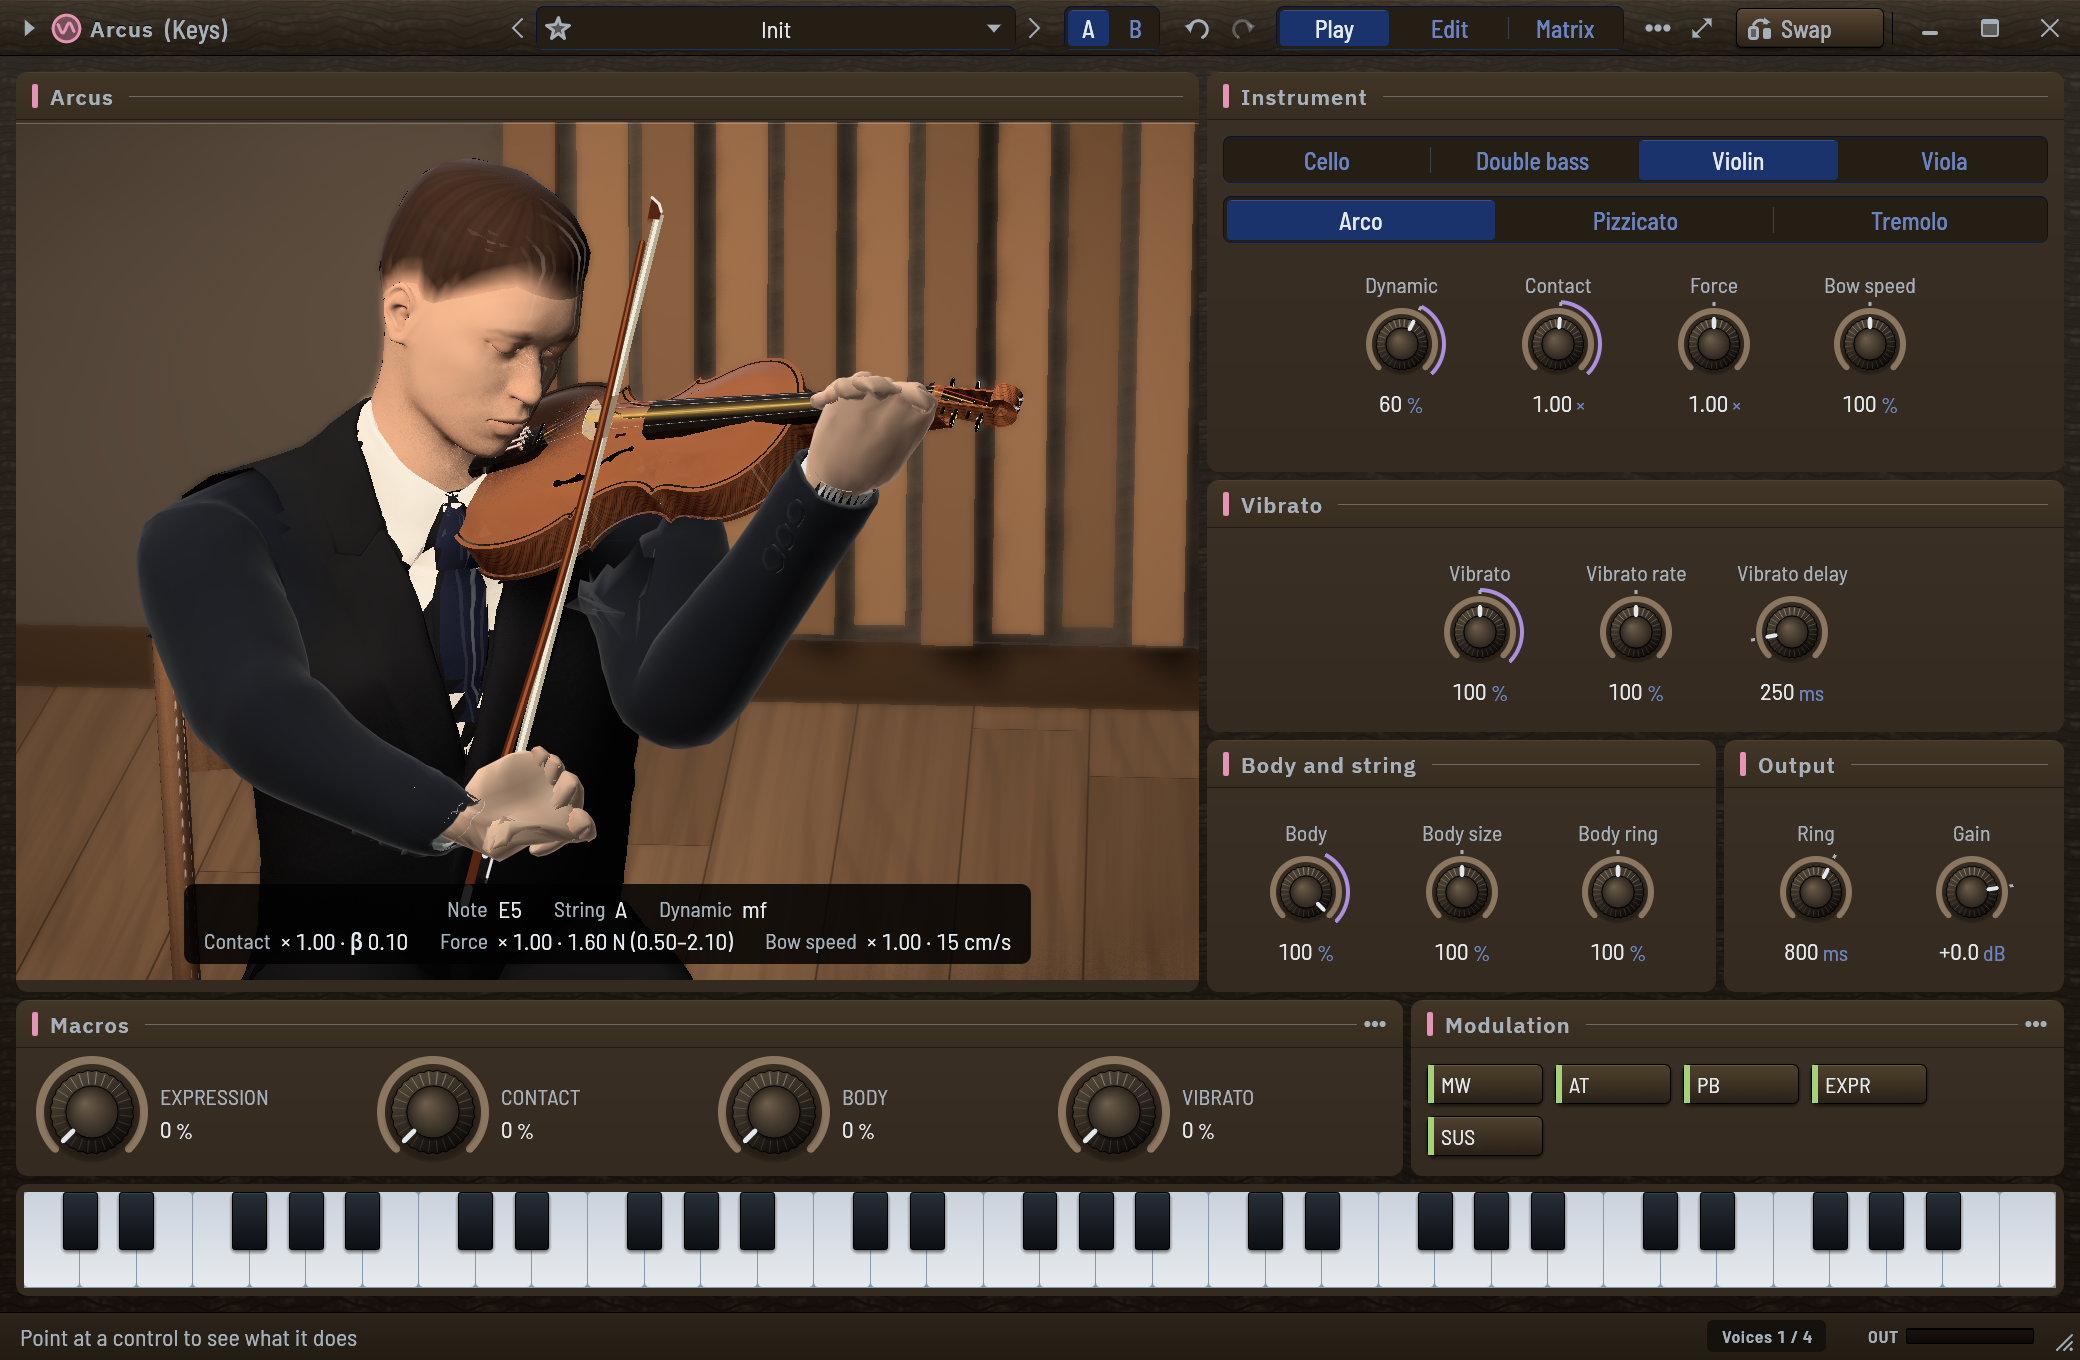 Arcus (Keys)
Init
A B
Play Edit Matrix
Swap
Arcus
Instrument
Cello Double bass Violin Viola
Arco Pizzicato Tremolo
Dynamic Contact Force Bow speed
60 % 1.00 × 1.00 × 100 %
Vibrato
Vibrato Vibrato rate Vibrato delay
100 % 100 % 250 ms
Body and string
Body Body size Body ring
100 % 100 % 100 %
Output
Ring Gain
800 ms +0.0 dB
Note E5 String A Dynamic mf
Contact × 1.00 · β 0.10 Force × 1.00 · 1.60 N (0.50–2.10) Bow speed × 1.00 · 15 cm/s
Macros
EXPRESSION
0 %
CONTACT
0 %
BODY
0 %
VIBRATO
0 %
Modulation
MW AT PB EXPR
SUS
Point at a control to see what it does
Voices 1 / 4 OUT